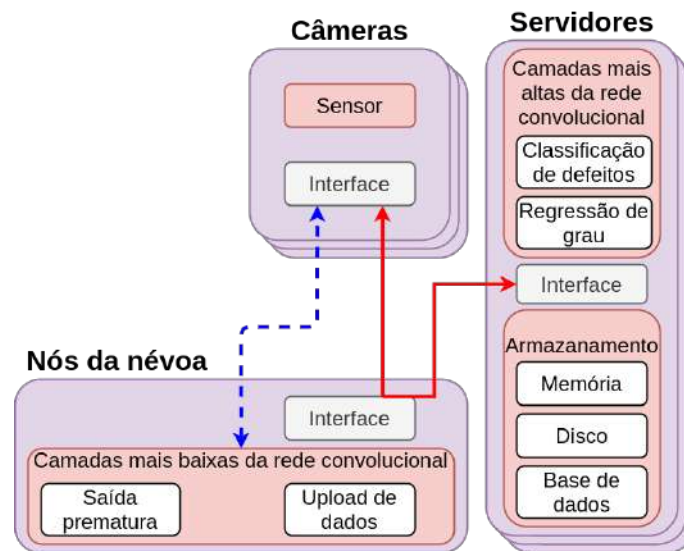 Câmeras
Sensor
Interface
Servidores
Camadas mais
altas da rede
convolucional
Classificação
de defeitos
Regressão de
grau
Interface
Armazanamento
Memória
Disco
Base de
dados
Nós da névoa
Interface
Camadas mais baixas da rede convolucional
Saída
prematura
Upload de
dados